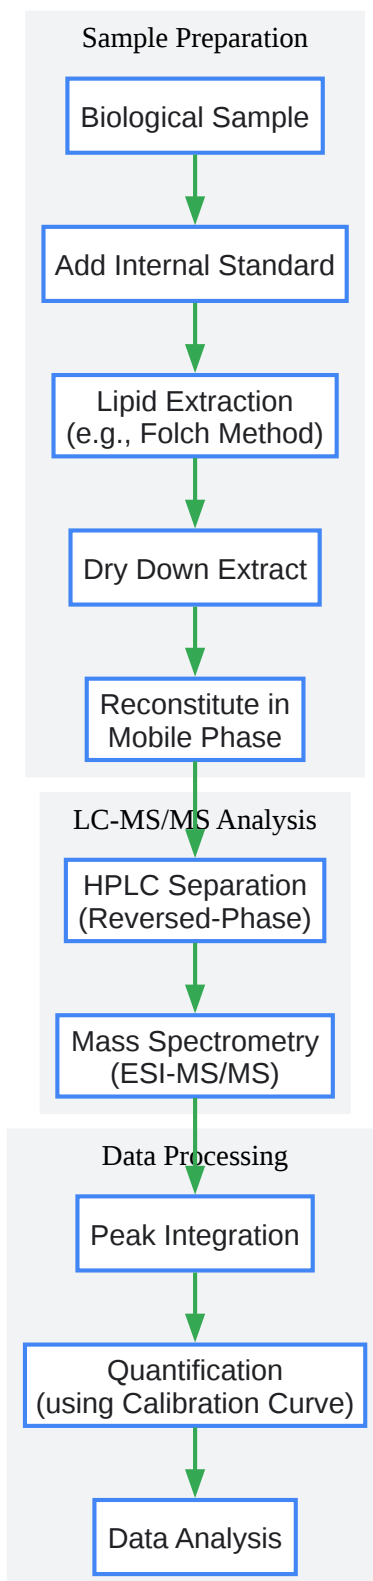 Sample Preparation
Biological Sample
Add Internal Standard
Lipid Extraction
(e.g., Folch Method)
Dry Down Extract
Reconstitute in
Mobile Phase
LC-MS/MS Analysis
HPLC Separation
(Reversed-Phase)
Mass Spectrometry
(ESI-MS/MS)
Data Processing
Peak Integration
Quantification
(using Calibration Curve)
Data Analysis